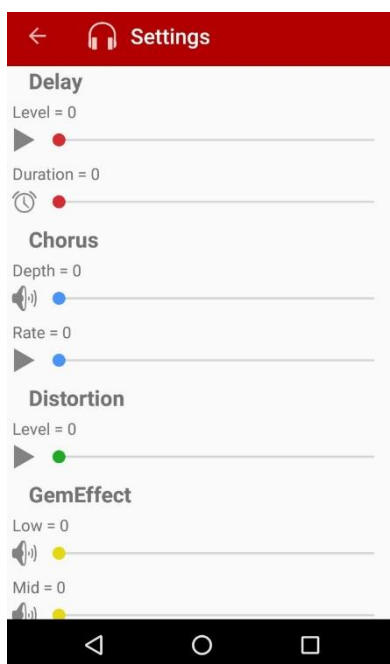 Settings
Delay
Level = 0
Duration = 0
Chorus
Depth = 0
Rate = 0
Distortion
Level = 0
GemEffect
Low = 0
Mid = 0